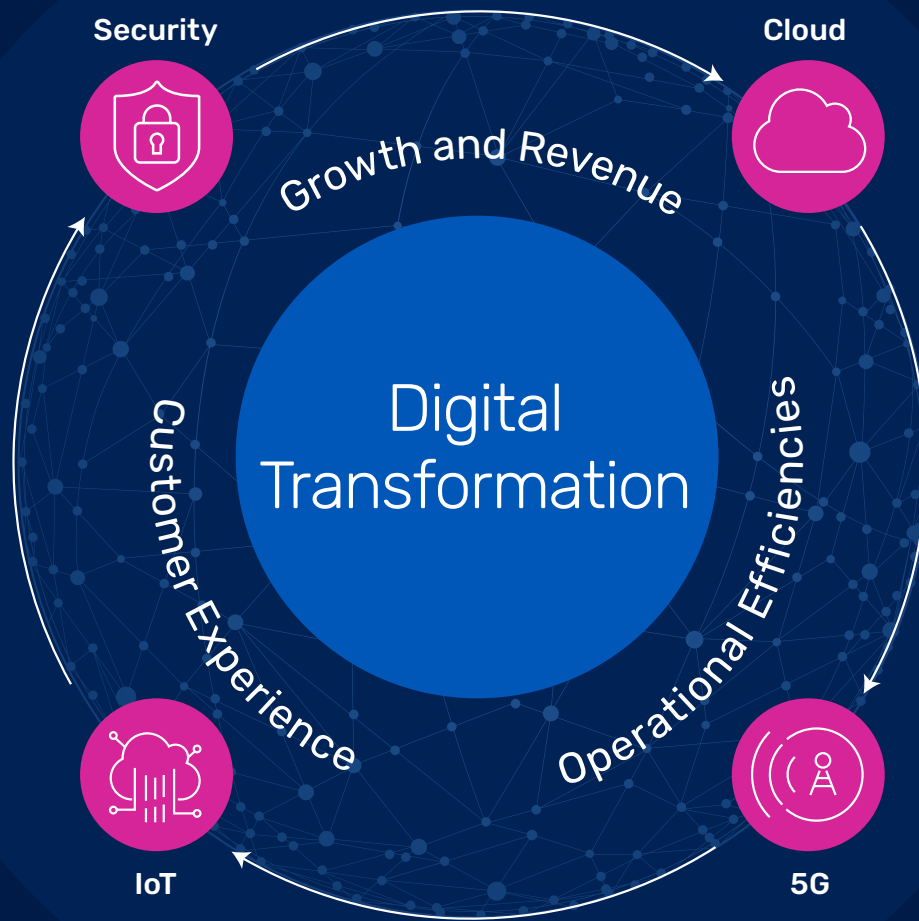 Security
Cloud
Growth and Revenue
Digital
Transformation
Customer Experience
Operational Efficiencies
IoT
5G